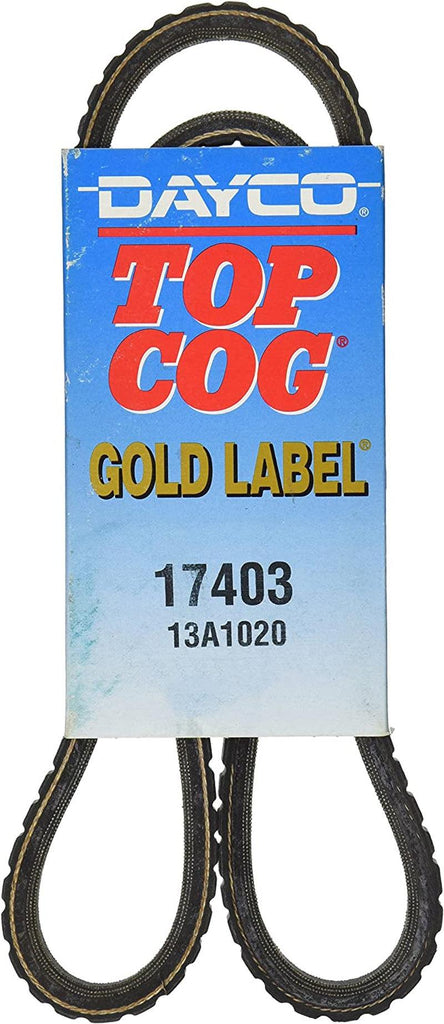 DAYCO®
TOP
COG®
GOLD LABEL®
17403
13A1020